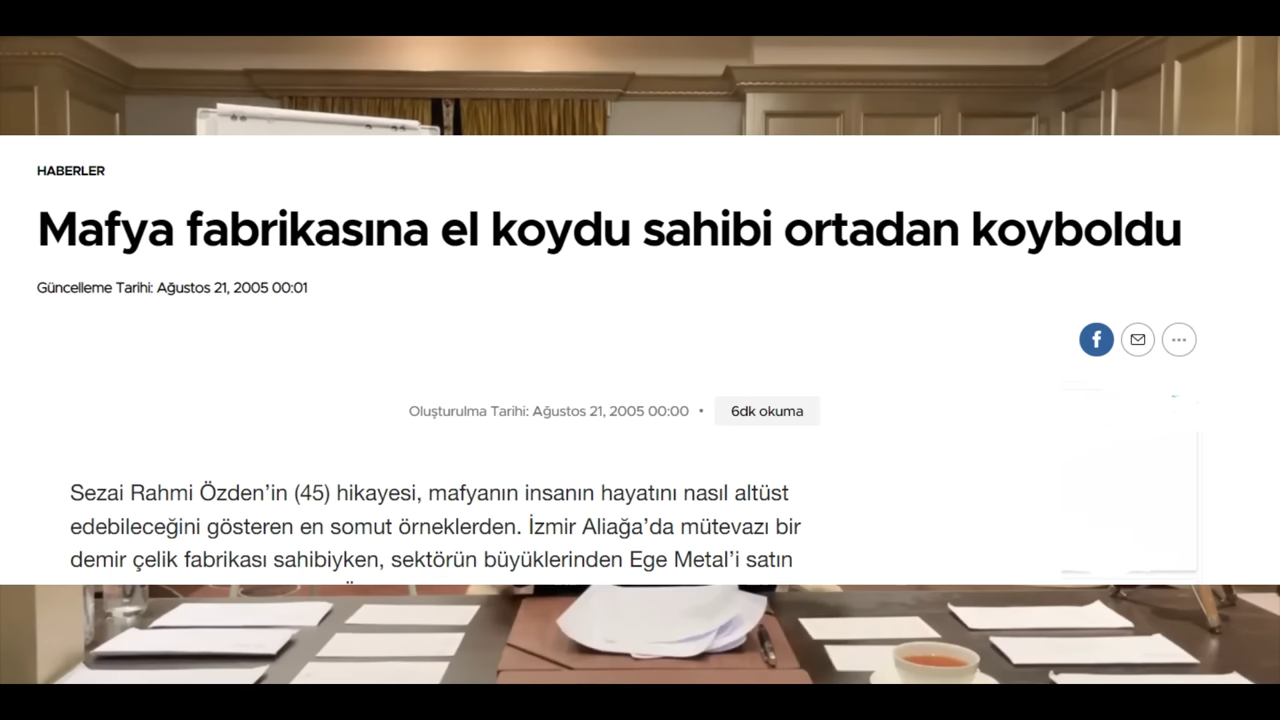 HABERLER
Mafya fabrikasına el koydu sahibi ortadan koyboldu
Güncelleme Tarihi: Ağustos 21, 2005 00:01
f
Oluşturulma Tarihi: Ağustos 21, 2005 00:00 • 6dk okuma
Sezai Rahmi Özden’in (45) hikayesi, mafyanın insanın hayatını nasıl altüst
edebileceğini gösteren en somut örneklerden. İzmir Aliağa’da mütevazı bir
demir çelik fabrikası sahibiyken, sektörün büyüklerinden Ege Metal’i satın